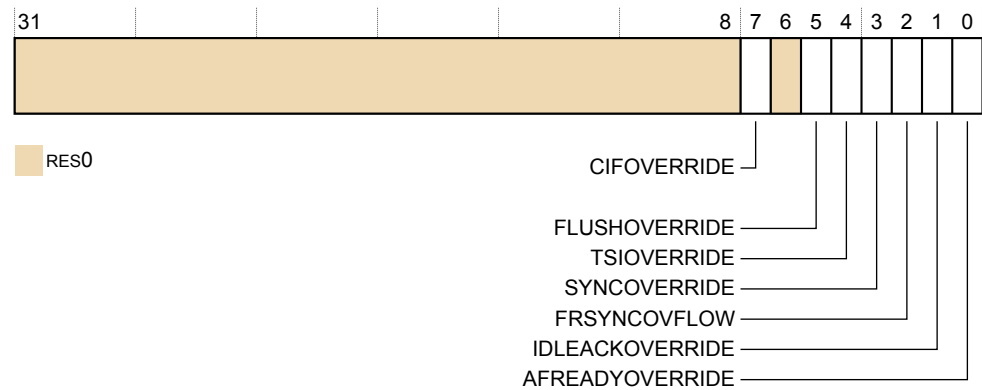 31 8 7 6 5 4 3 2 1 0
RES0
CIFOVERRIDE
FLUSHOVERRIDE
TSIOVERRIDE
SYNCOVERRIDE
FRSYNCOVFLOW
IDLEACKOVERRIDE
AFREADYOVERRIDE